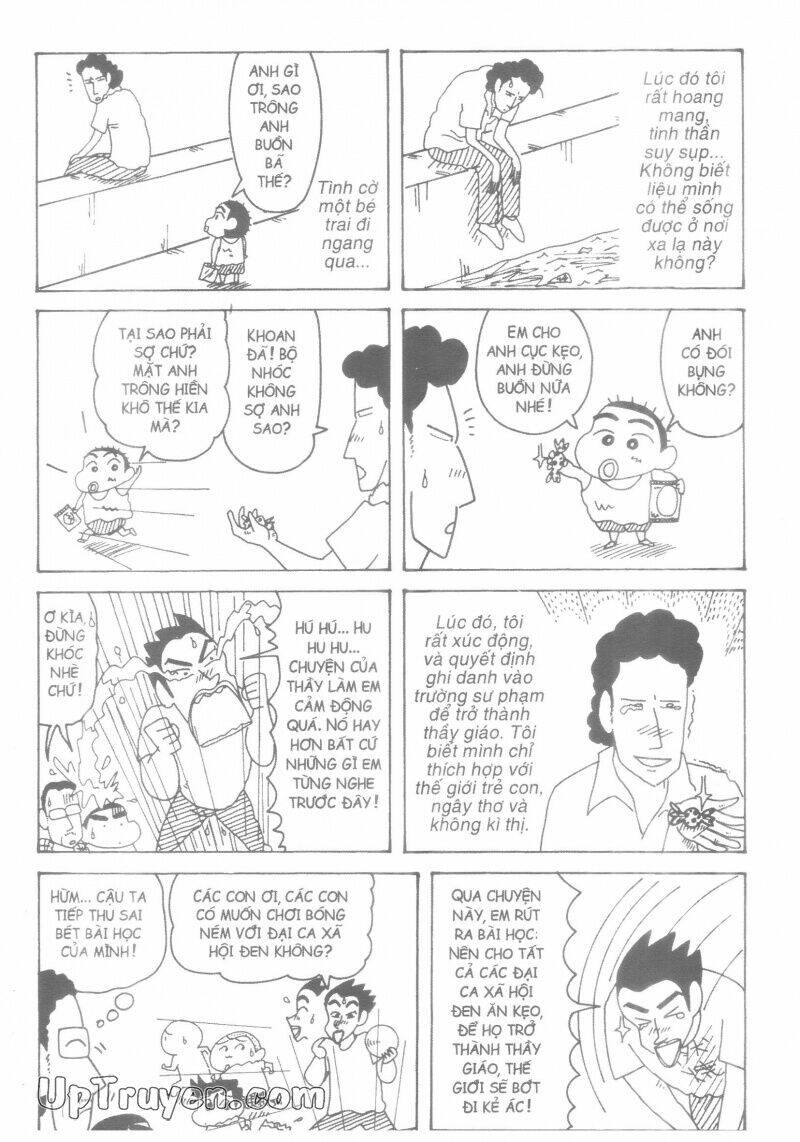 Lúc đó tôi
rất hoang
mang,
tinh thần
suy sụp...
Không biết
liệu mình
có thể sống
được ở nơi
xa lạ này
không?
Tình cờ
một bé
trai đi
ngang
qua...
ANH GÌ
ƠI, SAO
TRÔNG
ANH
BUỒN
BÃ
THẾ?
ANH
CÓ ĐÓI
BỤNG
KHÔNG?
EM CHO
ANH CỤC KẸO,
ANH ĐỪNG
BUỒN NỮA
NHÉ!
KHOAN
ĐÃ! BỘ
NHÓC
KHÔNG
SỢ ANH
SAO?
TẠI SAO PHẢI
SỢ CHỨ?
MẶT ANH
TRÔNG HIỀN
KHÔ THẾ KIA
MÀ?
Lúc đó, tôi
rất xúc động,
và quyết định
ghi danh vào
trường sư phạm
để trở thành
thầy giáo. Tôi
biết mình chỉ
thích hợp với
thế giới trẻ con,
ngây thơ và
không kì thị.
HÚ HÚ... HU
HU HU...
CHUYỆN CỦA
THẦY LÀM EM
CẢM ĐỘNG
QUÁ. NÓ HAY
HƠN BẤT CỨ
NHỮNG GÌ EM
TỪNG NGHE
TRƯỚC ĐÂY!
Ơ KÌA,
ĐỪNG
KHÓC
NHÈ
CHỨ!
QUA CHUYỆN
NÀY, EM RÚT
RA BÀI HỌC:
NÊN CHO TẤT
CẢ CÁC ĐẠI
CA XÃ HỘI
ĐEN ĂN KẸO,
ĐỂ HỌ TRỞ
THÀNH THẦY
GIÁO, THẾ
GIỚI SẼ BỚT
ĐI KẺ ÁC!
CÁC CON ƠI, CÁC CON
CÓ MUỐN CHƠI BÓNG
NÉM VỚI ĐẠI CA XÃ
HỘI ĐEN KHÔNG?
HỪM... CẬU TA
TIẾP THU SAI
BÉT BÀI HỌC
CỦA MÌNH!
UpTruyen.com